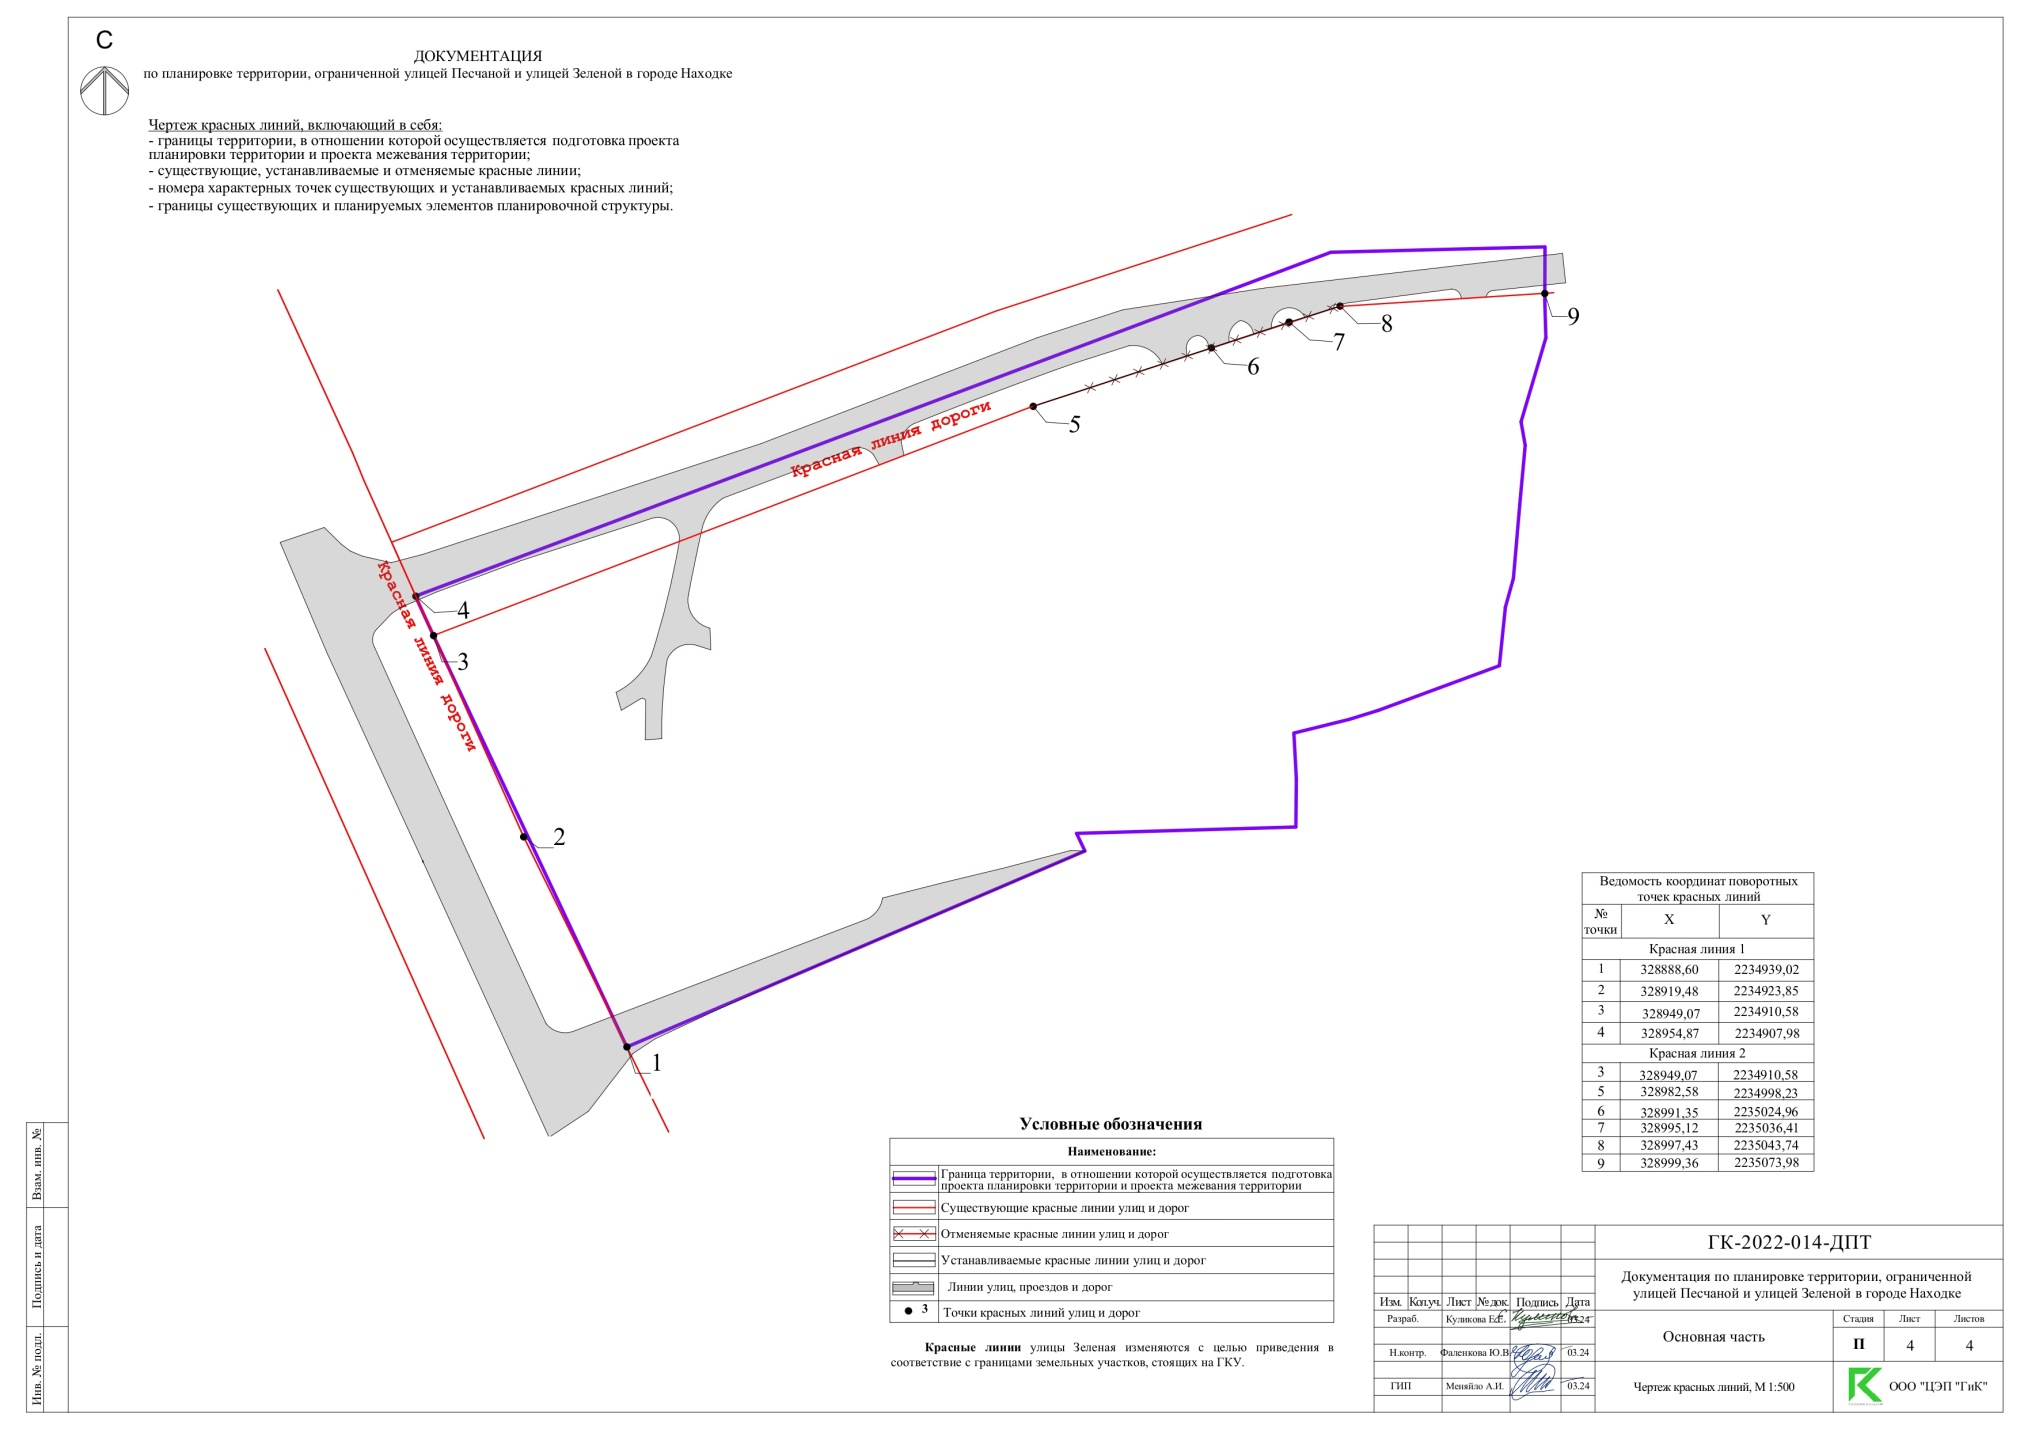 С
ДОКУМЕНТАЦИЯ
по планировке территории, ограниченной улицей Песчаной и улицей Зеленой в городе Находке
Чертеж красных линий, включающий в себя:
- границы территории, в отношении которой осуществляется подготовка проекта
планировки территории и проекта межевания территории;
- существующие, устанавливаемые и отменяемые красные линии;
- номера характерных точек существующих и устанавливаемых красных линий;
- границы существующих и планируемых элементов планировочной структуры.
9
8
7
6
5
Красная линия дороги
4
3
Красная линия дороги
2
1
Ведомость координат поворотных
точек красных линий
№
точки
X
Y
Красная линия 1
1 328888,60 2234939,02
2 328919,48 2234923,85
3 328949,07 2234910,58
4 328954,87 2234907,98
Красная линия 2
3 328949,07 2234910,58
5 328982,58 2234998,23
6 328991,35 2235024,96
7 328995,12 2235036,41
8 328997,43 2235043,74
9 328999,36 2235073,98
Условные обозначения
Наименование:
Граница территории, в отношении которой осуществляется подготовка
проекта планировки территории и проекта межевания территории
Существующие красные линии улиц и дорог
Отменяемые красные линии улиц и дорог
Устанавливаемые красные линии улиц и дорог
Линии улиц, проездов и дорог
3 Точки красных линий улиц и дорог
Красные линии улицы Зеленая изменяются с целью приведения в
соответствие с границами земельных участков, стоящих на ГКУ.
Взам. инв. №
Подпись и дата
Инв. № подл.
ГК-2022-014-ДПТ
Документация по планировке территории, ограниченной
улицей Песчаной и улицей Зеленой в городе Находке
Изм. Кол.уч. Лист № док. Подпись Дата
Разраб. Куликова Е.Е. 03.24
Н.контр. Фаленкова Ю.В. 03.24
ГИП Меняйло А.И. 03.24
Основная часть
Стадия Лист Листов
П 4 4
Чертеж красных линий, М 1:500
ООО "ЦЭП "ГиК"